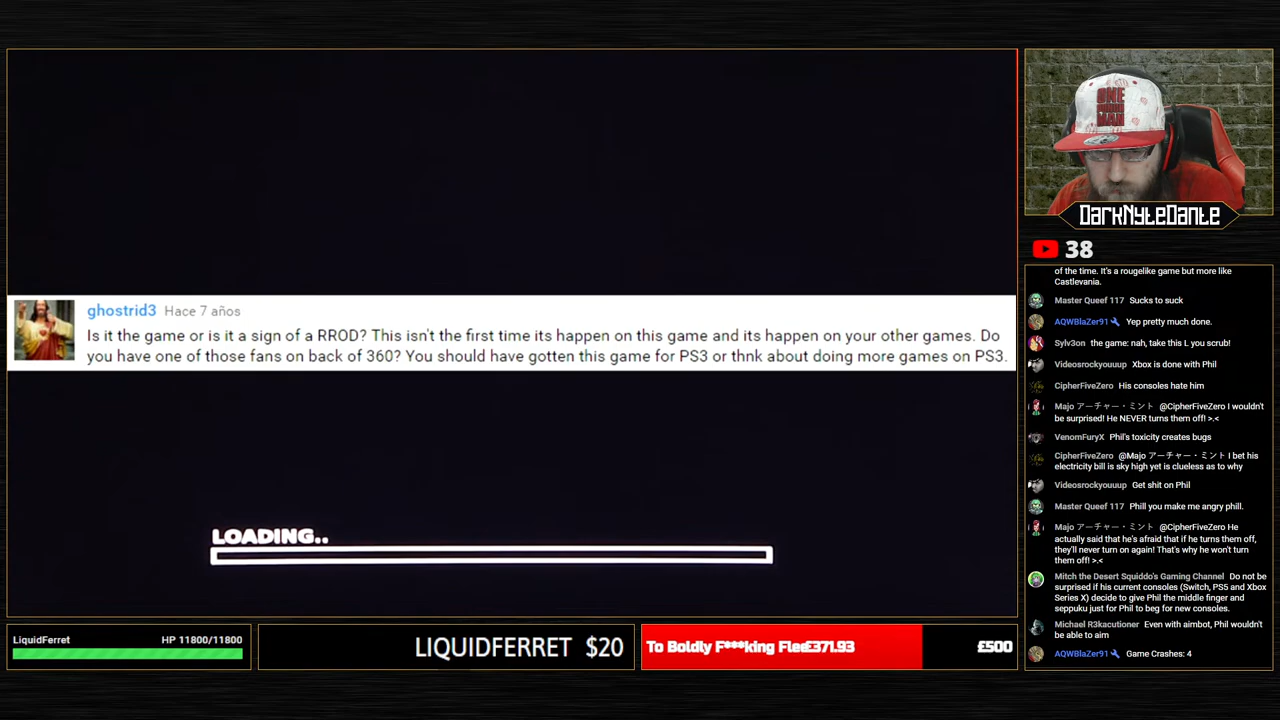 ghostrid3 Hace 7 años
Is it the game or is it a sign of a RROD? This isn't the first time its happen on this game and its happen on your other games. Do
you have one of those fans on back of 360? You should have gotten this game for PS3 or thnk about doing more games on PS3.
LOADING..
LiquidFerret HP 11800/11800
LIQUIDFERRET $20
To Boldly F***king Flee£371.93 £500
ONE
MAN
DarkNyteDante
38
of the time. It's a rougelike game but more like
Castlevania.
Master Queef 117 Sucks to suck
AQWBlaZer91 Yep pretty much done.
Sylv3on the game: nah, take this L you scrub!
Videosrockyouuup Xbox is done with Phil
CipherFiveZero His consoles hate him
Majo アーチャー・ミント @CipherFiveZero I wouldn't
be surprised! He NEVER turns them off! >.<
VenomFuryX Phil's toxicity creates bugs
CipherFiveZero @Majo アーチャー・ミント I bet his
electricity bill is sky high yet is clueless as to why
Videosrockyouuup Get shit on Phil
Master Queef 117 Phill you make me angry phill.
Majo アーチャー・ミント @CipherFiveZero He
actually said that he's afraid that if he turns them off,
they'll never turn on again! That's why he won't turn
them off! >.<
Mitch the Desert Squiddo's Gaming Channel Do not be
surprised if his current consoles (Switch, PS5 and Xbox
Series X) decide to give Phil the middle finger and
seppuku just for Phil to beg for new consoles.
Michael R3kacutioner Even with aimbot, Phil wouldn't
be able to aim
AQWBlaZer91 Game Crashes: 4